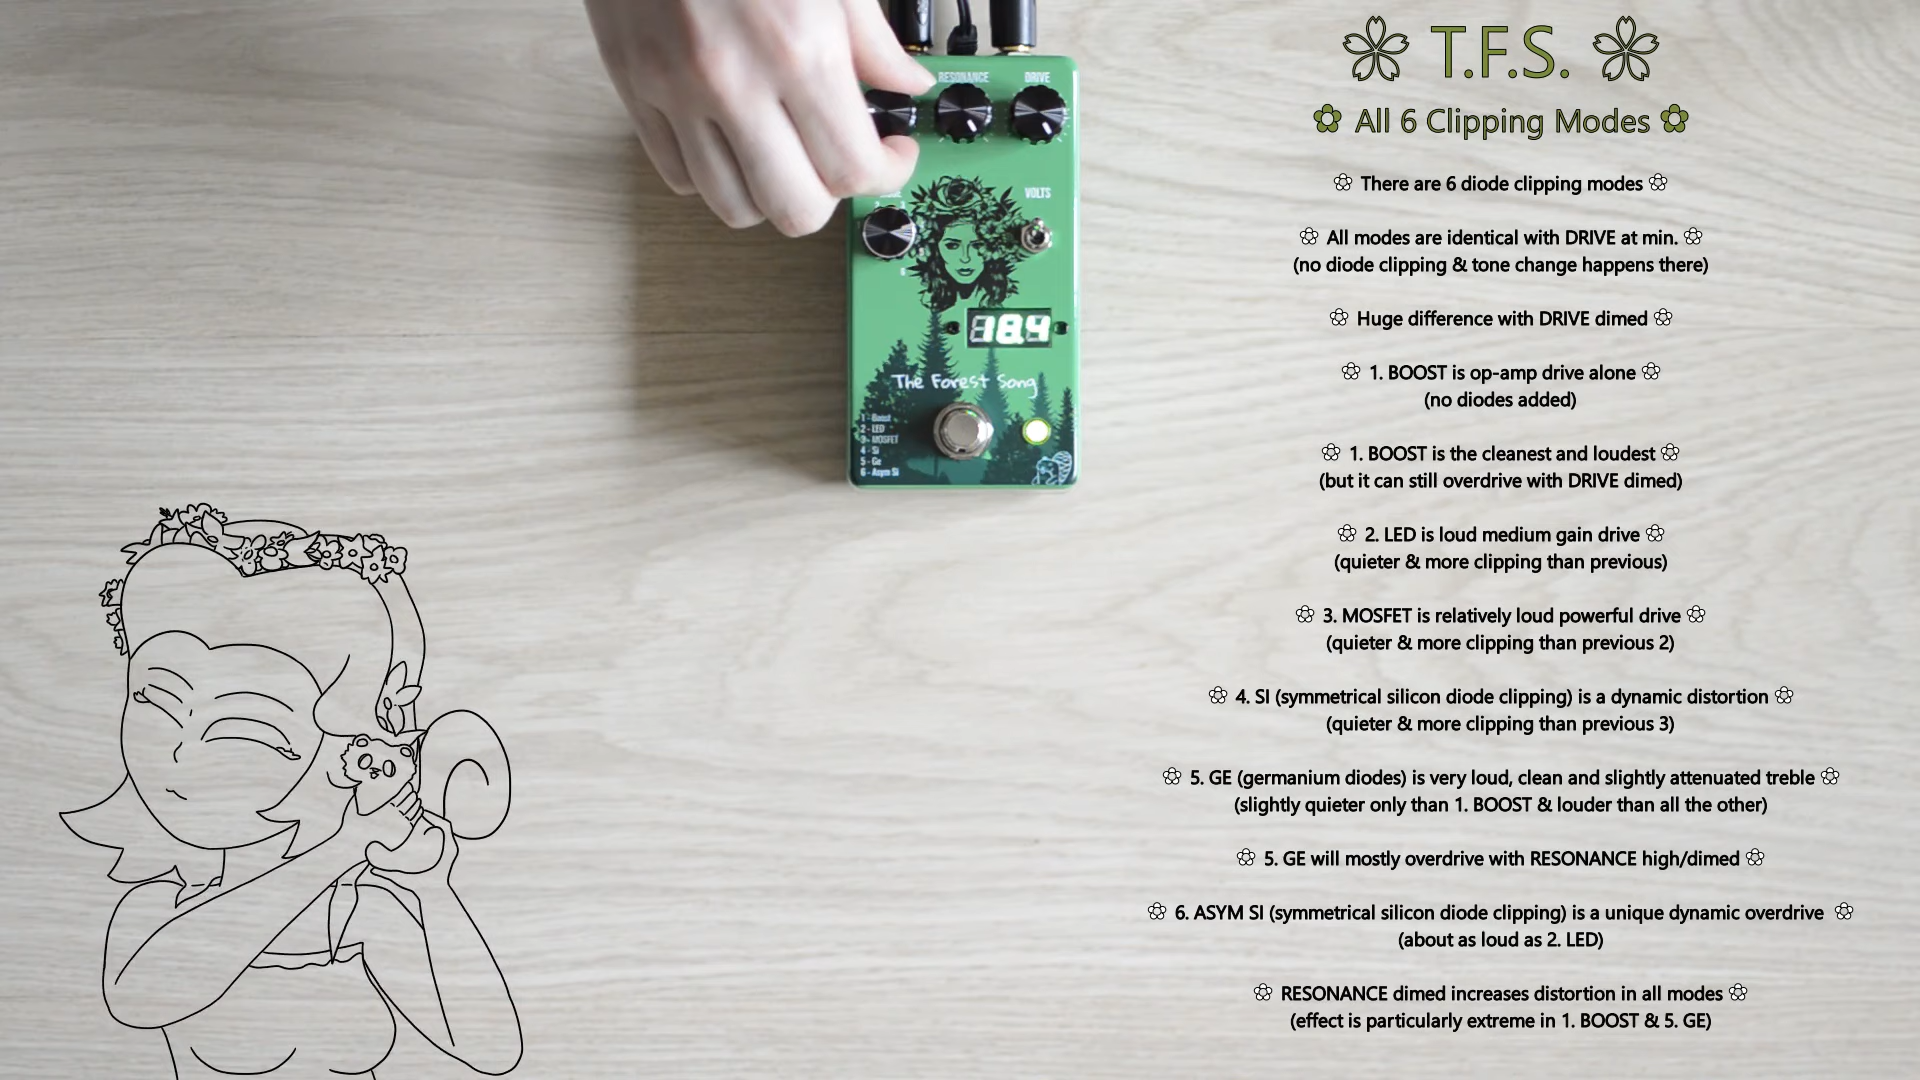 T.F.S.
All 6 Clipping Modes
There are 6 diode clipping modes
All modes are identical with DRIVE at min.
(no diode clipping & tone change happens there)
Huge difference with DRIVE dimed
1. BOOST is op-amp drive alone
(no diodes added)
1. BOOST is the cleanest and loudest
(but it can still overdrive with DRIVE dimed)
2. LED is loud medium gain drive
(quieter & more clipping than previous)
3. MOSFET is relatively loud powerful drive
(quieter & more clipping than previous 2)
4. SI (symmetrical silicon diode clipping) is a dynamic distortion
(quieter & more clipping than previous 3)
5. GE (germanium diodes) is very loud, clean and slightly attenuated treble
(slightly quieter only than 1. BOOST & louder than all the other)
5. GE will mostly overdrive with RESONANCE high/dimed
6. ASYM SI (symmetrical silicon diode clipping) is a unique dynamic overdrive
(about as loud as 2. LED)
RESONANCE dimed increases distortion in all modes
(effect is particularly extreme in 1. BOOST & 5. GE)
RESONANCE DRIVE
VOLTS
2 3
6
18.4
The Forest Song
1 - Boost
2 - LED
3 - MOSFET
4 - Si
5 - Ge
6 - Asym Si